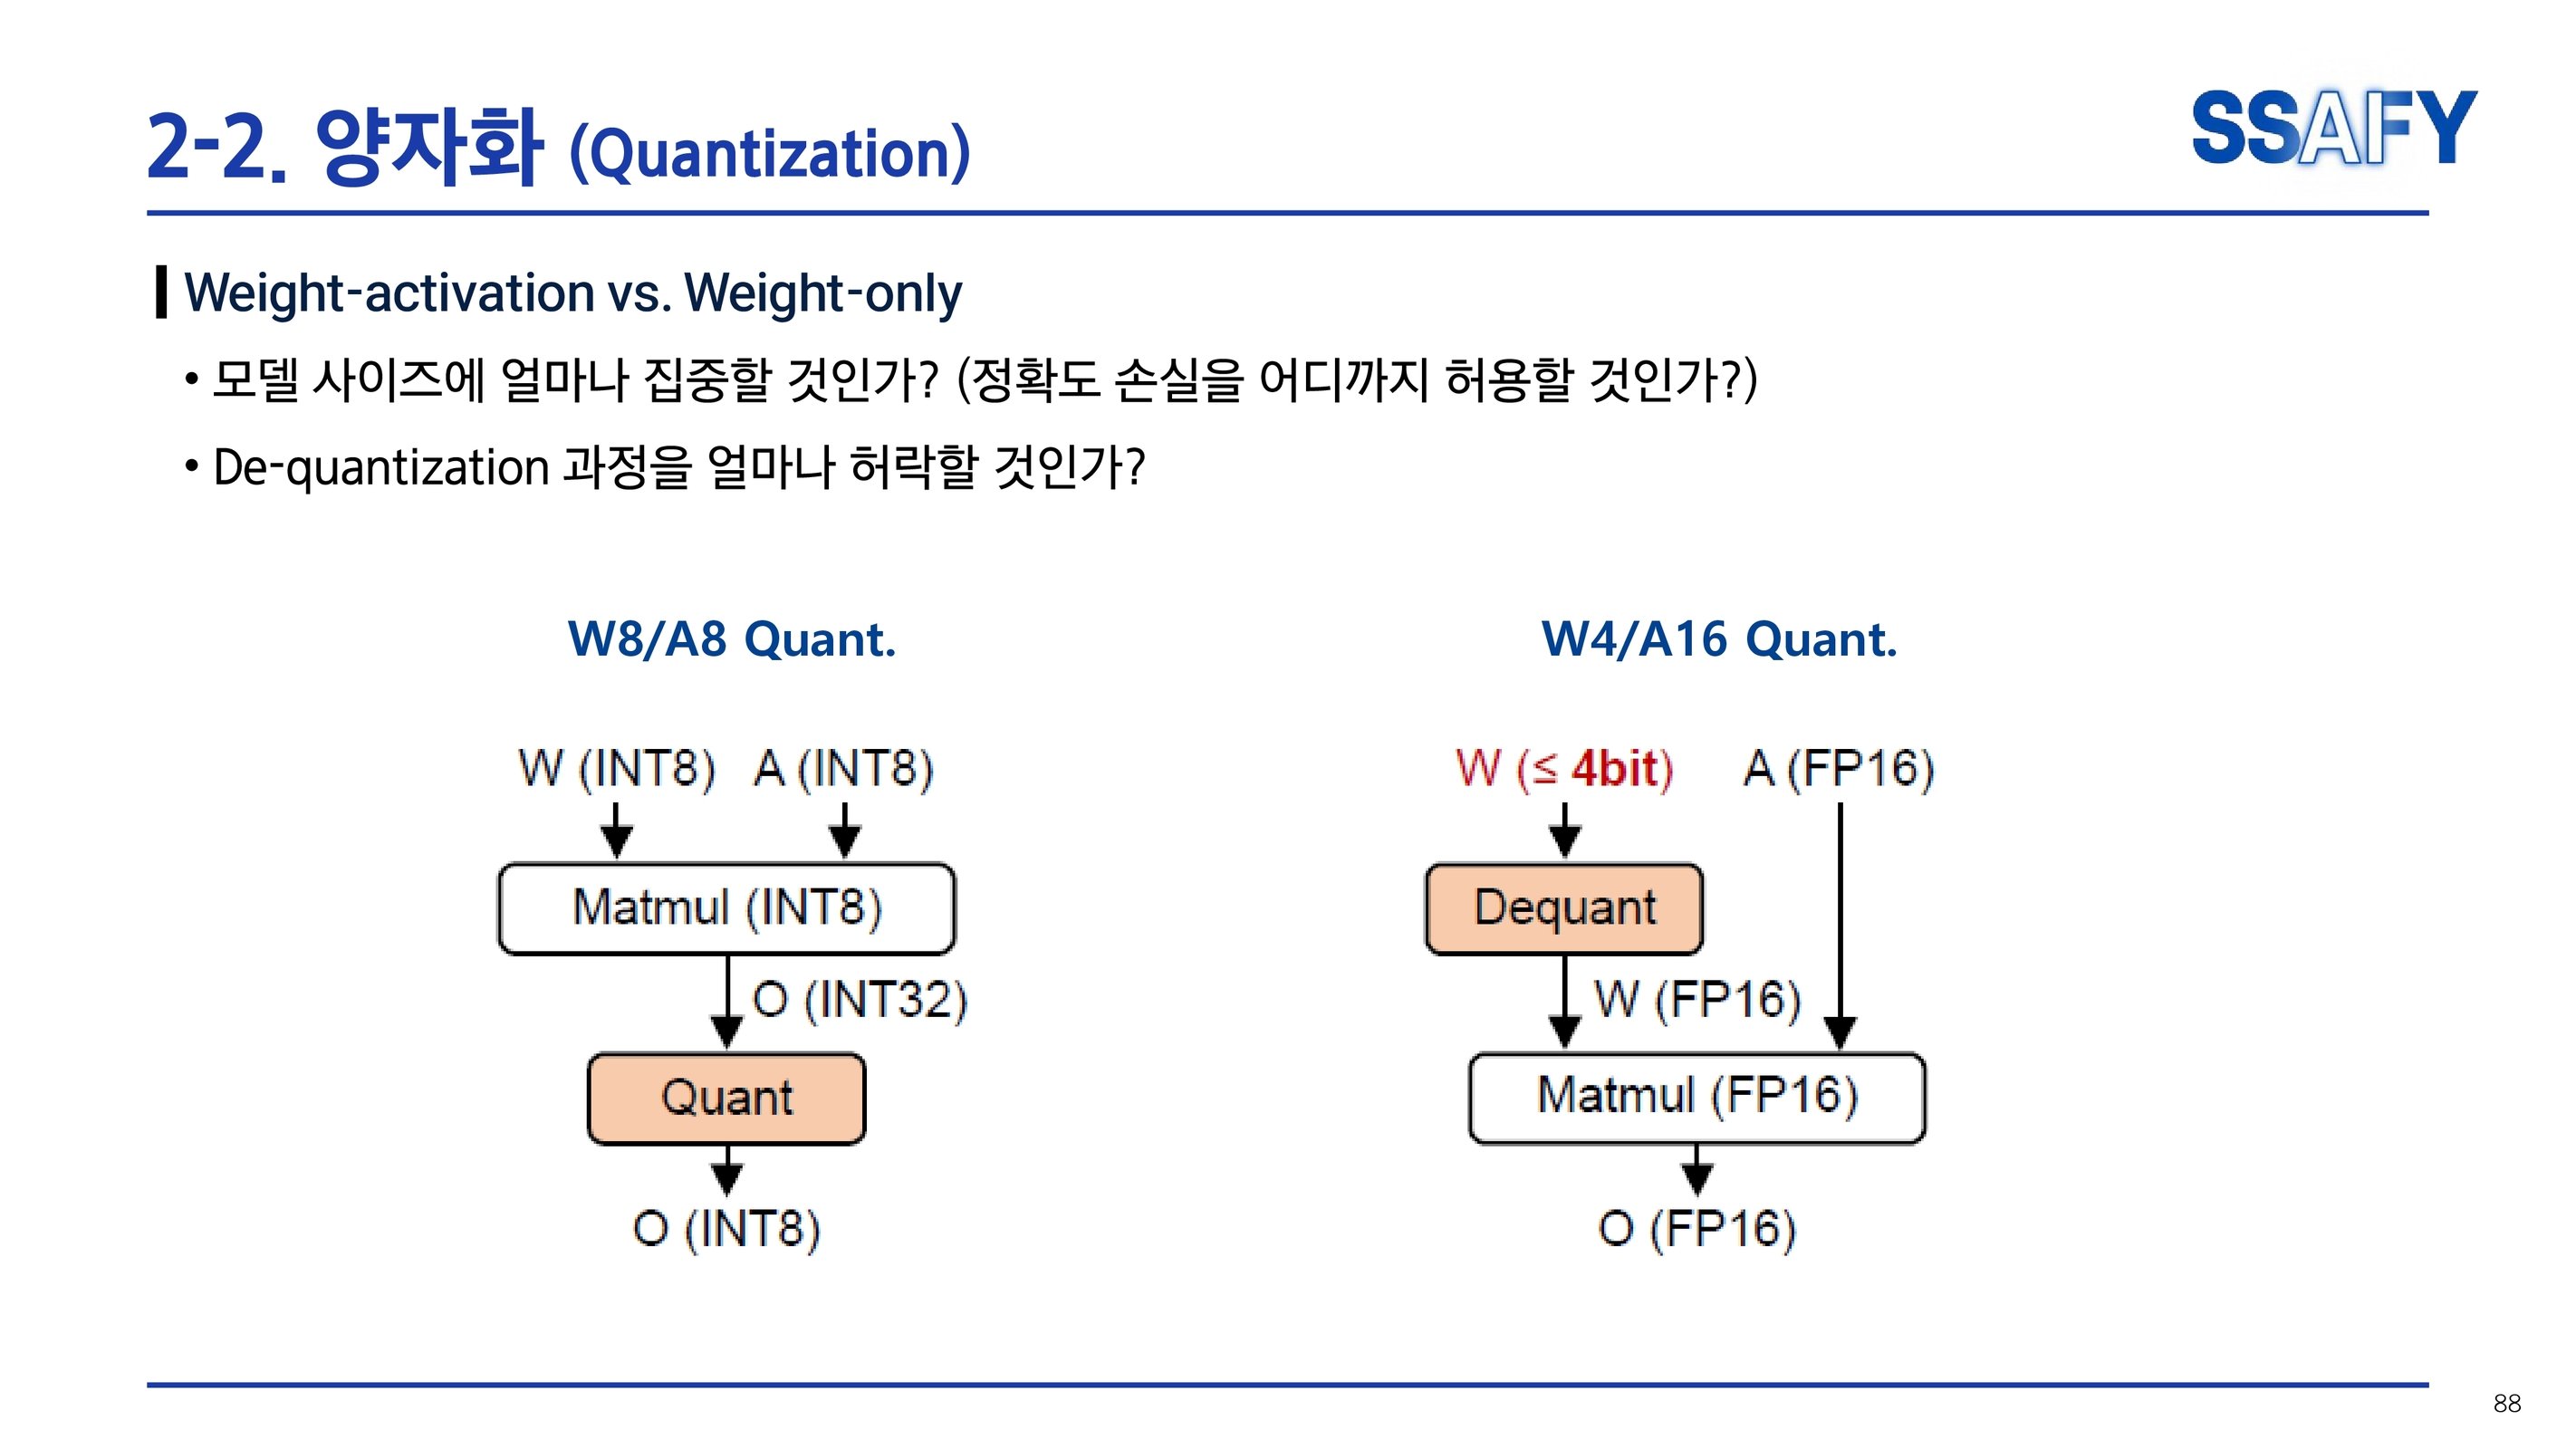 2-2. 양자화 (Quantization)
SSAFY
Weight-activation vs. Weight-only
• 모델 사이즈에 얼마나 집중할 것인가? (정확도 손실을 어디까지 허용할 것인가?)
• De-quantization 과정을 얼마나 허락할 것인가?
W8/A8 Quant.
W (INT8) A (INT8)
Matmul (INT8)
O (INT32)
Quant
O (INT8)
W4/A16 Quant.
W (≤ 4bit) A (FP16)
Dequant
W (FP16)
Matmul (FP16)
O (FP16)
88